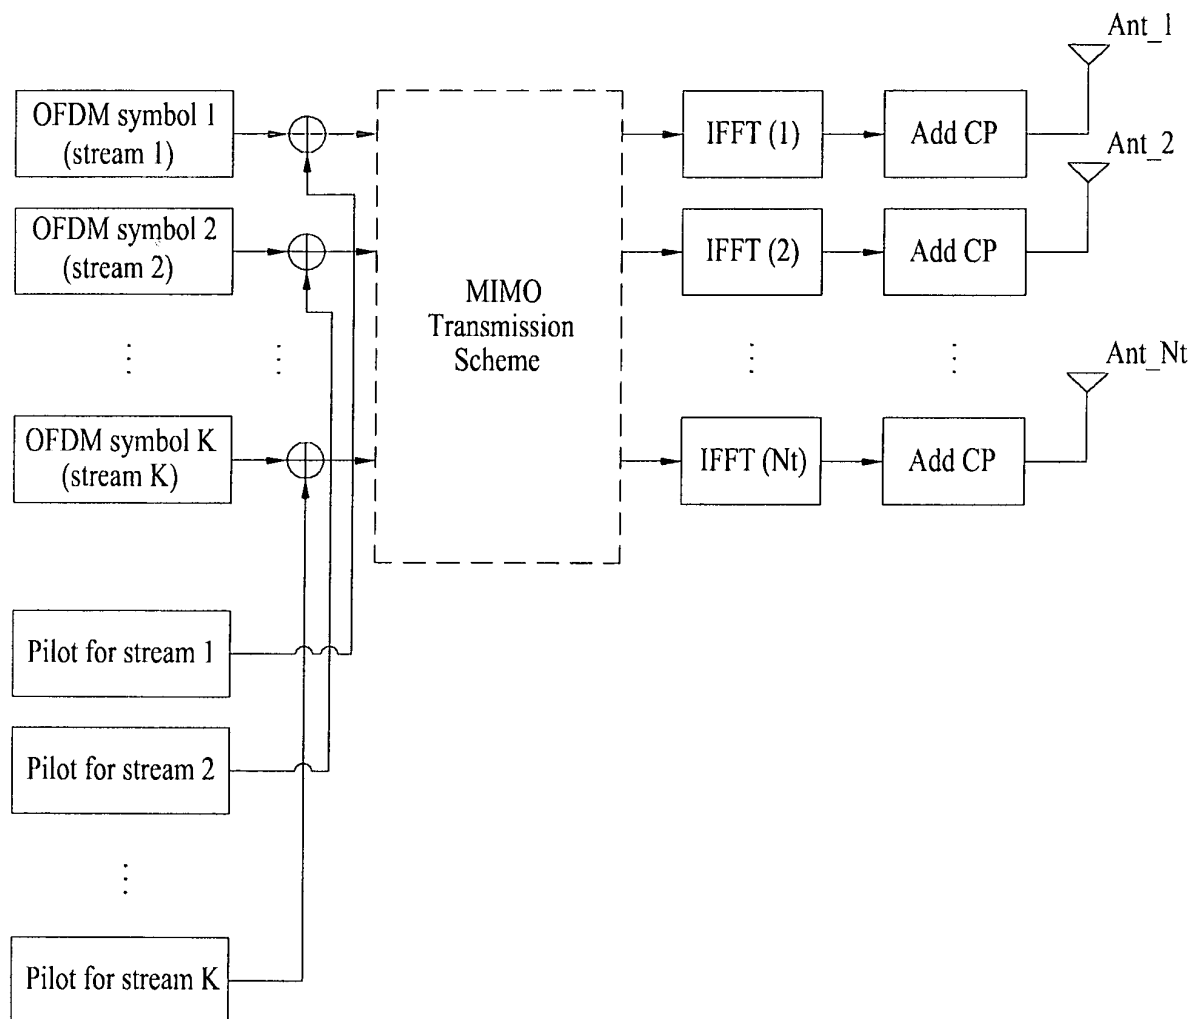 Ant_1
OFDM symbol 1
(stream 1)
IFFT (1)
Add CP
Ant_2
OFDM symbol 2
(stream 2)
IFFT (2)
Add CP
MIMO
Transmission
Scheme
Ant_Nt
OFDM symbol K
(stream K)
IFFT (Nt)
Add CP
Pilot for stream 1
Pilot for stream 2
Pilot for stream K